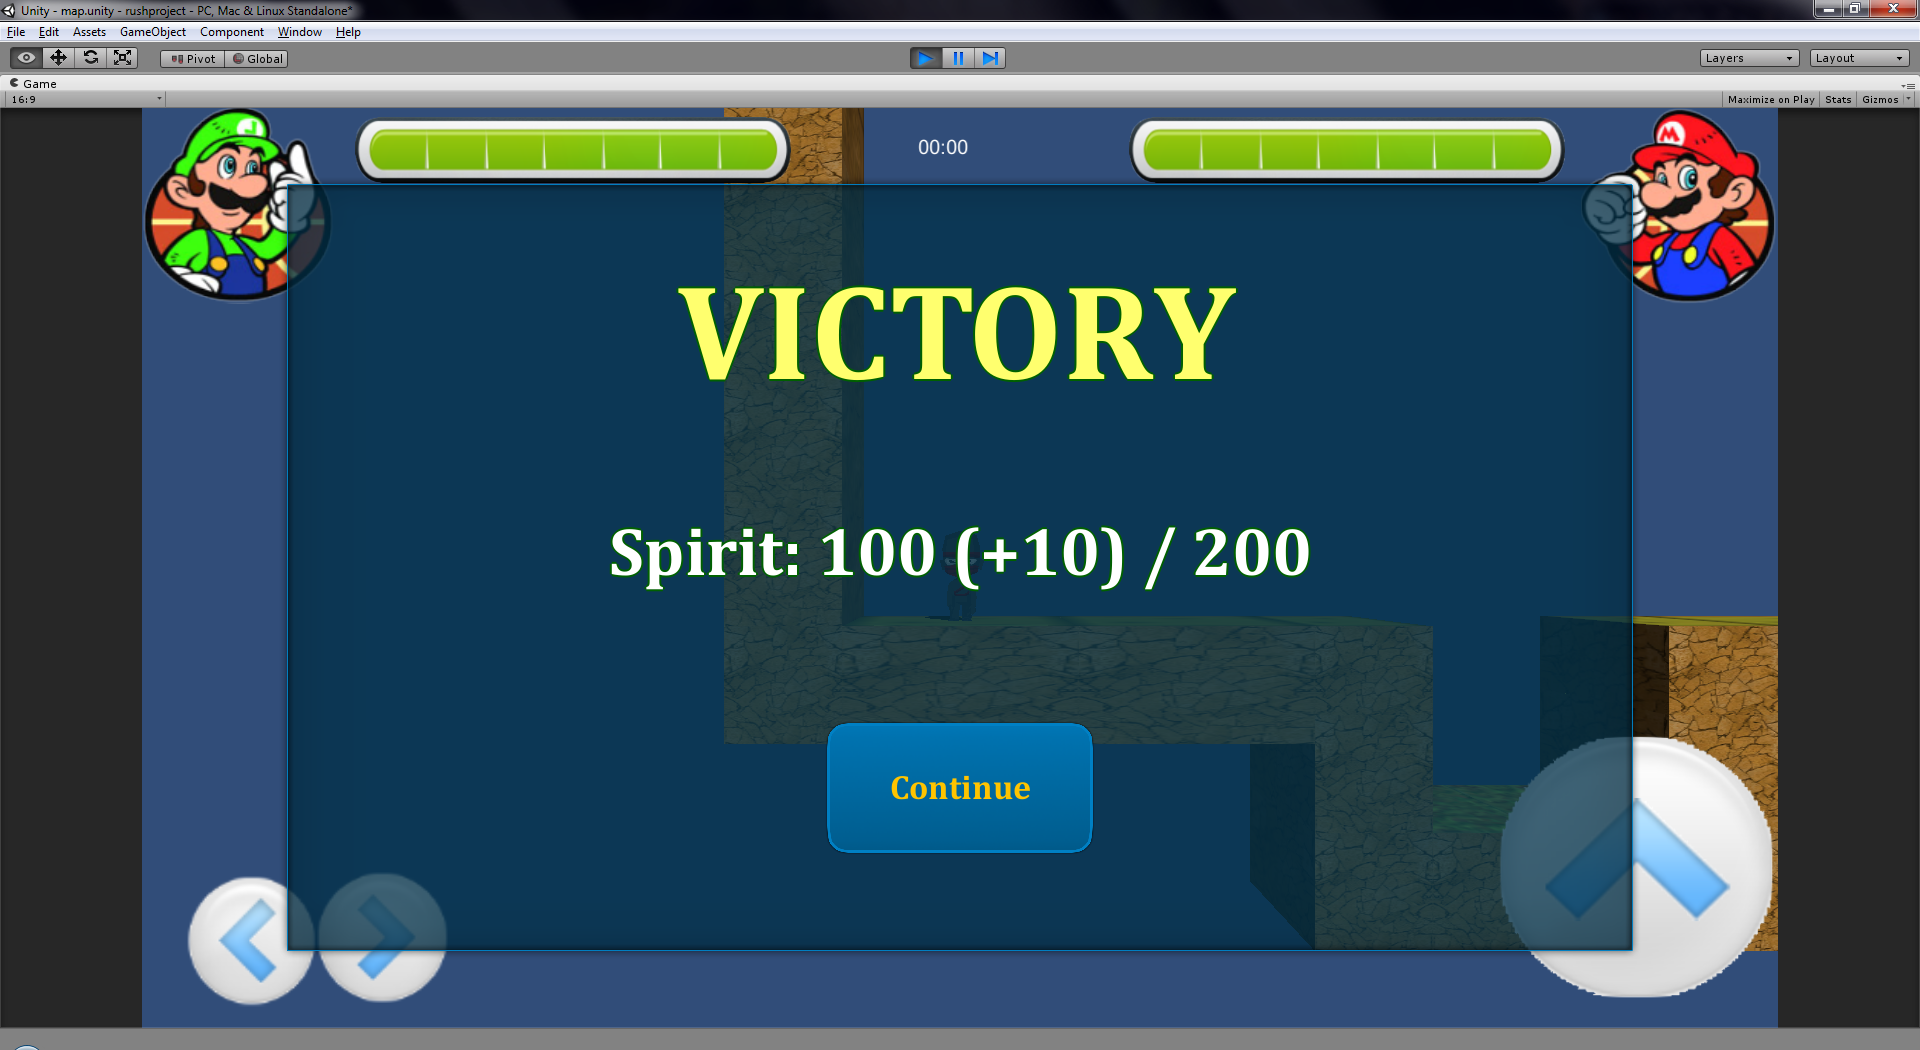 Unity - map.unity - rushproject - PC, Mac & Linux Standalone*
File Edit Assets GameObject Component Window Help
Pivot Global Layers Layout
Game
16:9 Maximize on Play Stats Gizmos
00:00
L
M
VICTORY
Spirit: 100 (+10) / 200
Continue